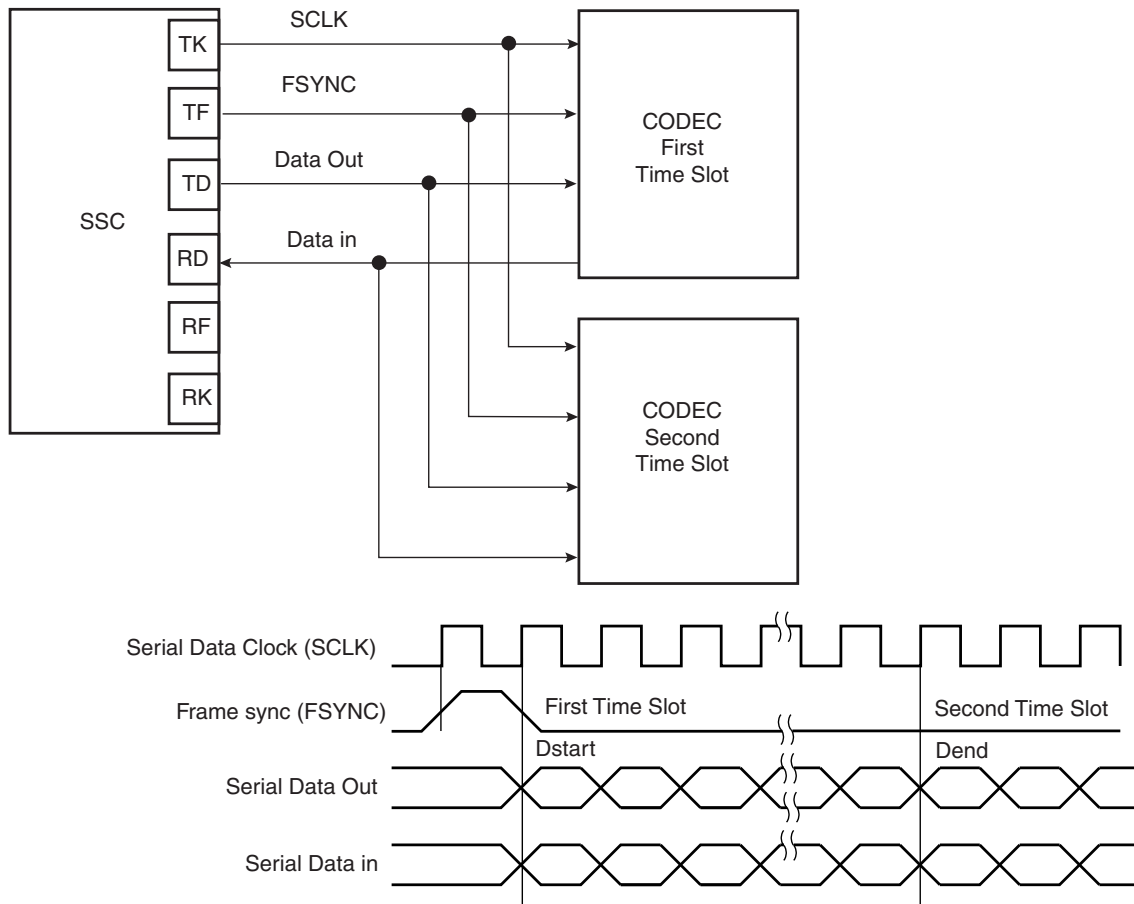 SCLK
TK
FSYNC
TF
CODEC
First
Time Slot
Data Out
TD
SSC
Data in
RD
RF
RK
CODEC
Second
Time Slot
Serial Data Clock (SCLK)
Frame sync (FSYNC)
First Time Slot
Second Time Slot
Dstart
Dend
Serial Data Out
Serial Data in